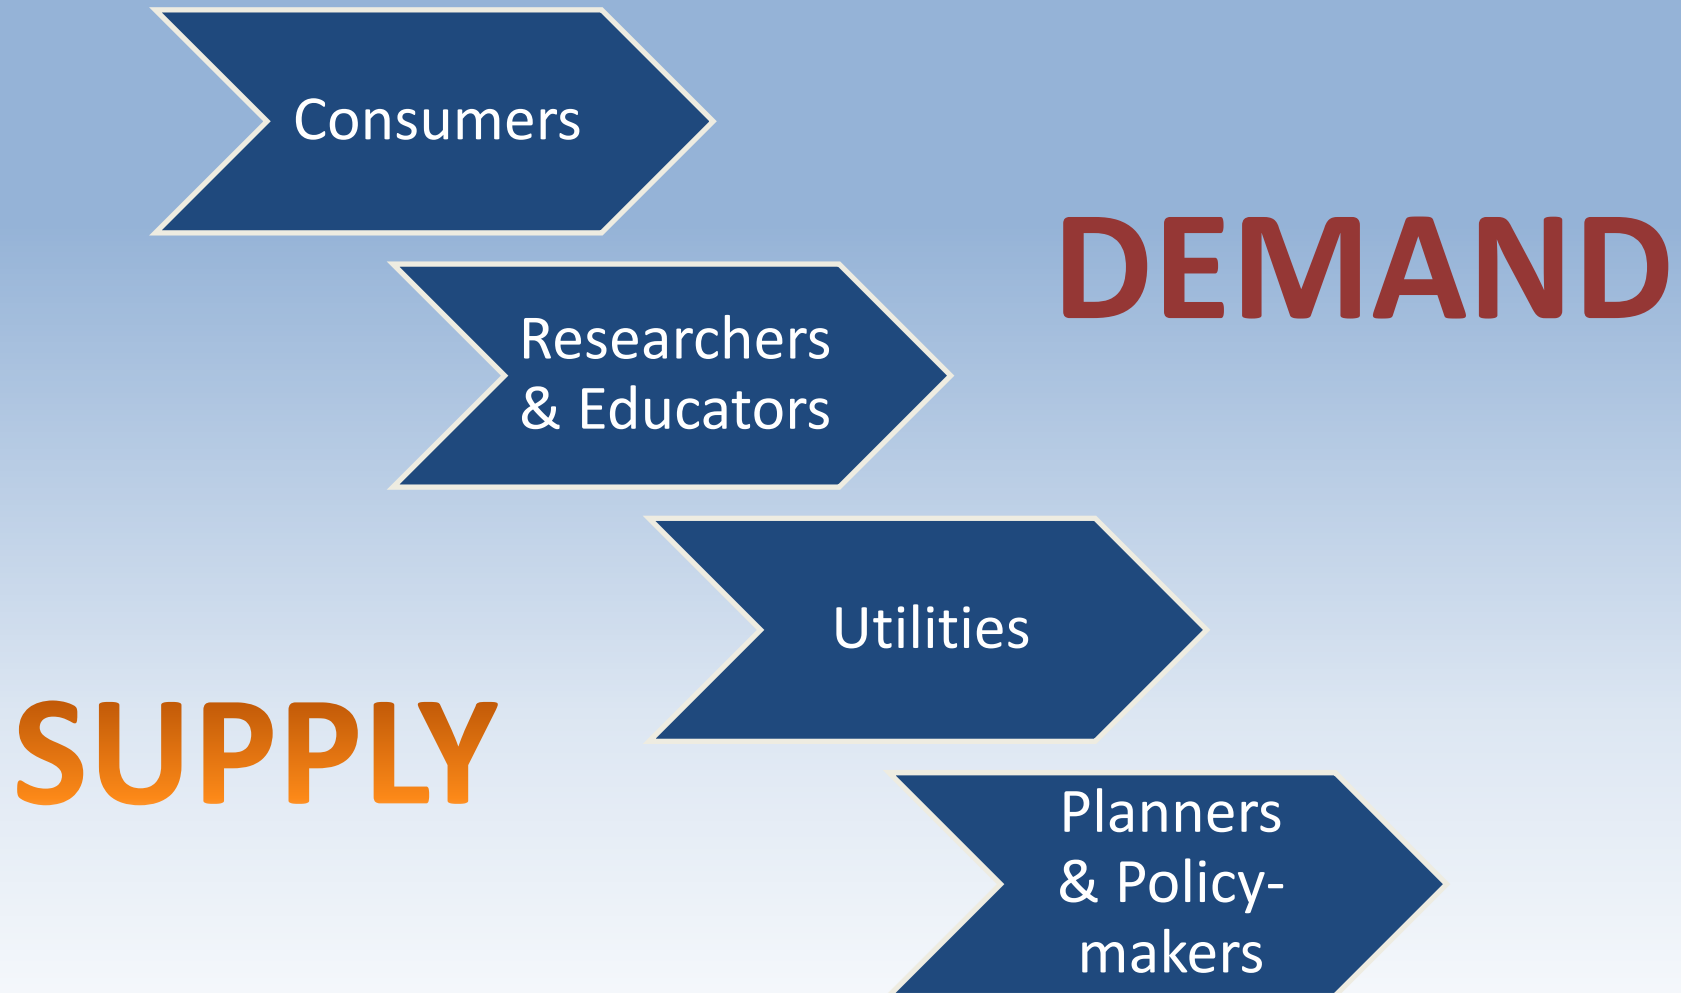 Consumers
DEMAND
Researchers
& Educators
Utilities
SUPPLY
Planners
& Policy-
makers